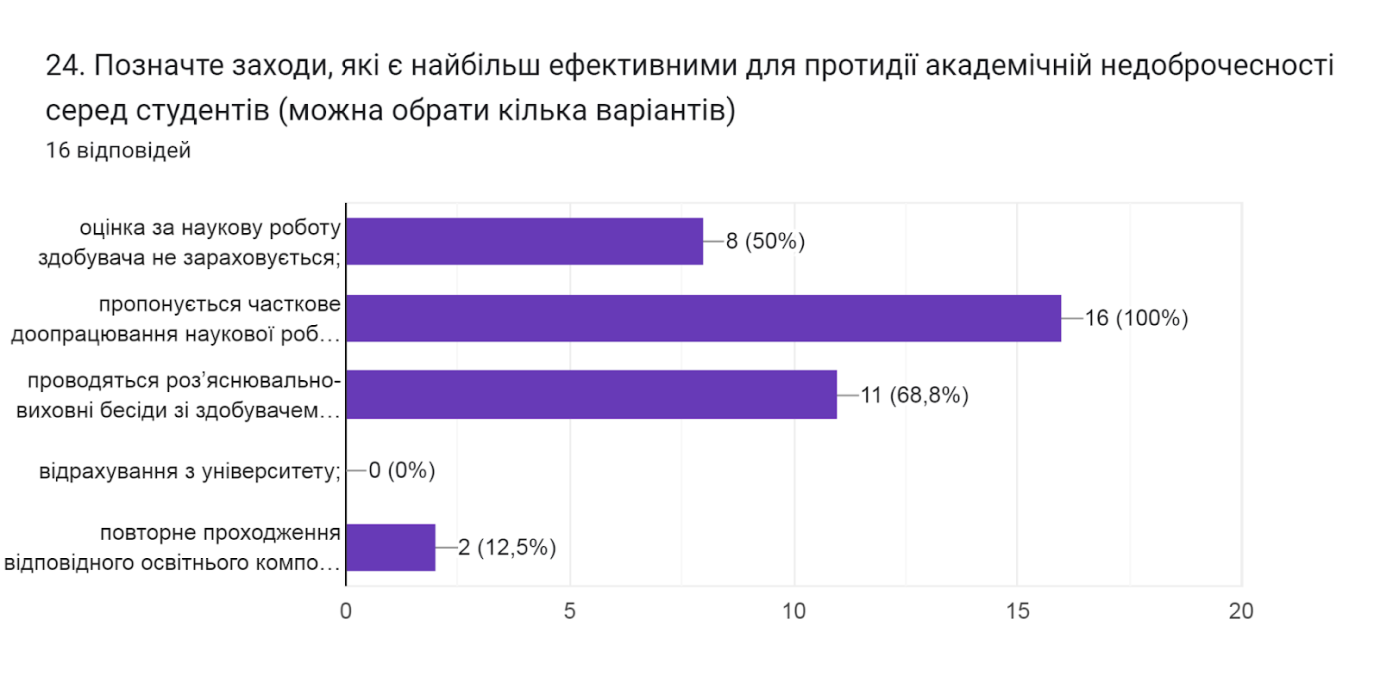 24. Позначте заходи, які є найбільш ефективними для протидії академічній недоброчесності
серед студентів (можна обрати кілька варіантів)
16 відповідей
оцінка за наукову роботу
здобувача не зараховується;
8 (50%)
пропонується часткове
доопрацювання наукової роб…
16 (100%)
проводяться роз’яснювально-
виховні бесіди зі здобувачем…
11 (68,8%)
відрахування з університету;
0 (0%)
повторне проходження
відповідного освітнього компо…
2 (12,5%)
0 5 10 15 20